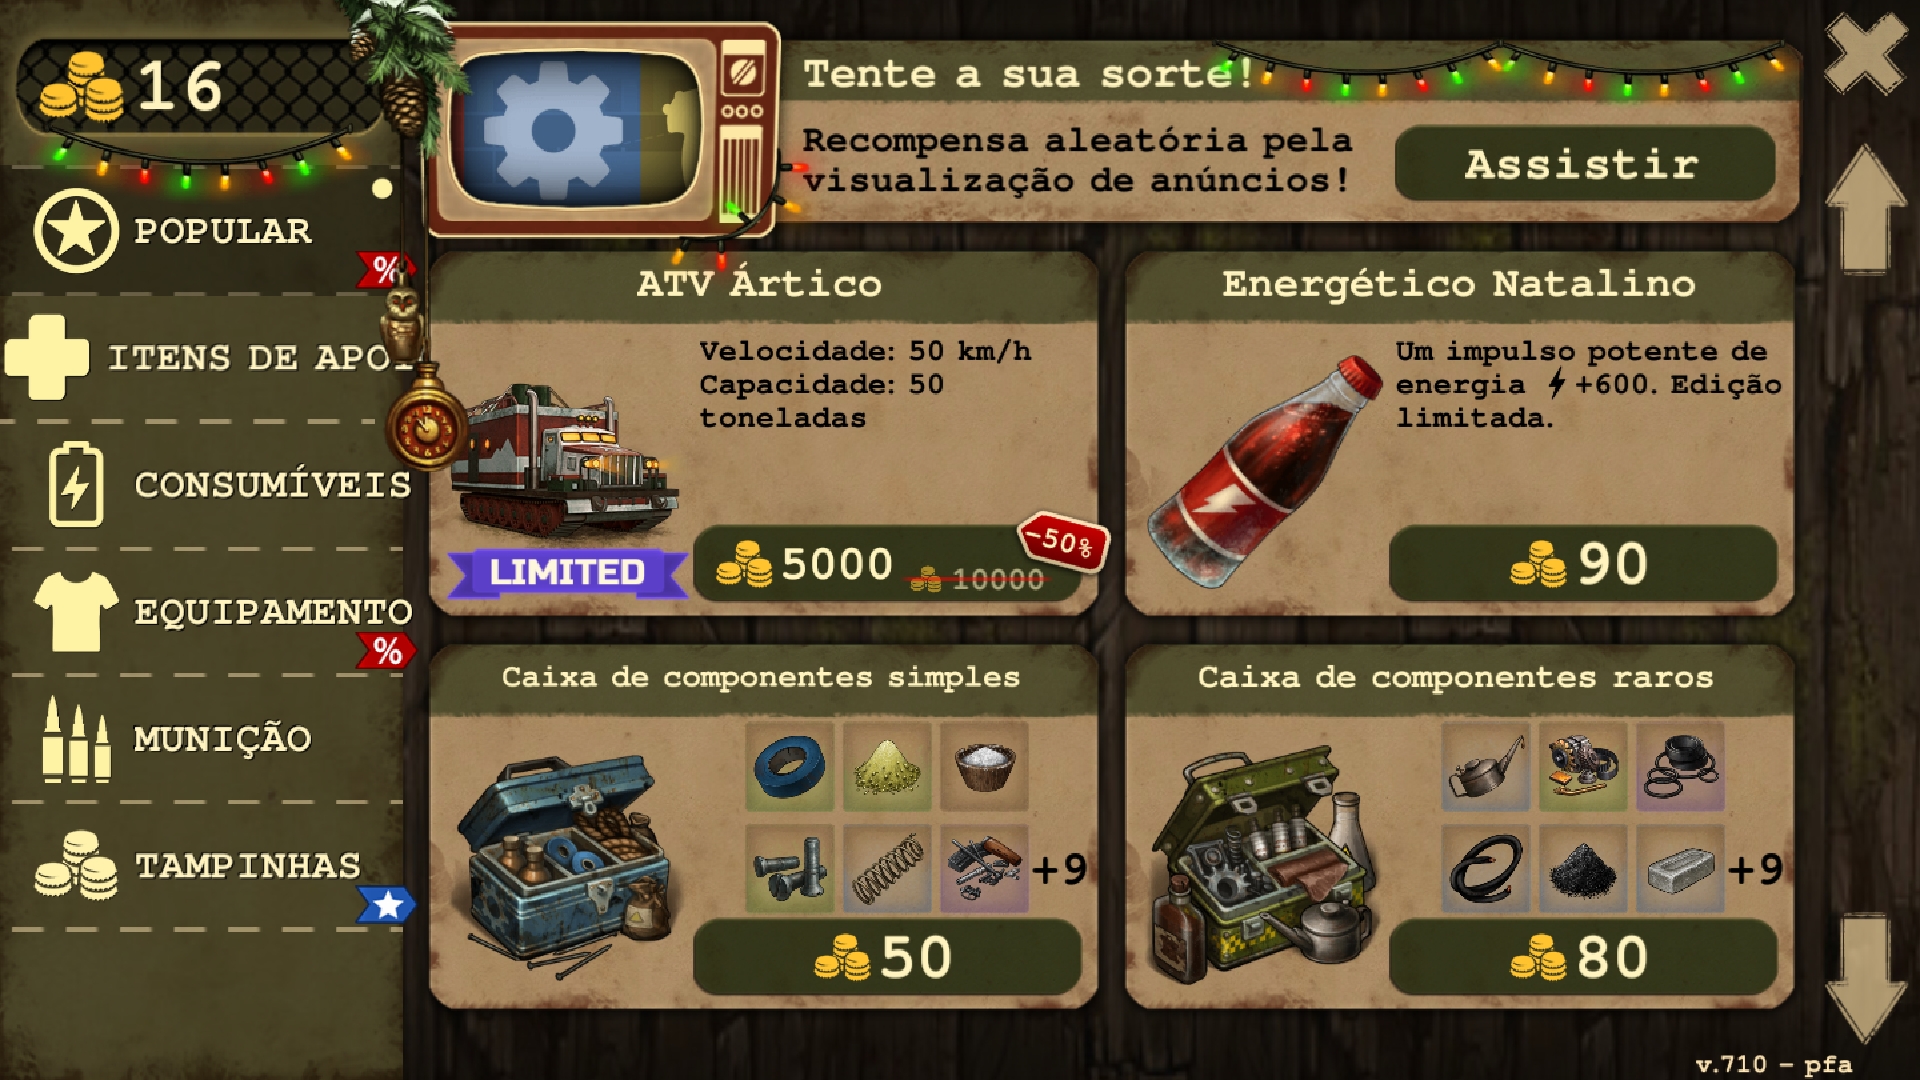 16
POPULAR
%
ITENS DE APO
CONSUMÍVEIS
EQUIPAMENTO
%
MUNIÇÃO
TAMPINHAS
Tente a sua sorte!
Recompensa aleatória pela
visualização de anúncios!
Assistir
ATV Ártico
Velocidade: 50 km/h
Capacidade: 50
toneladas
LIMITED
5000
10000
-50%
Energético Natalino
Um impulso potente de
energia +600. Edição
limitada.
90
Caixa de componentes simples
+9
50
Caixa de componentes raros
+9
80
v.710 - pfa